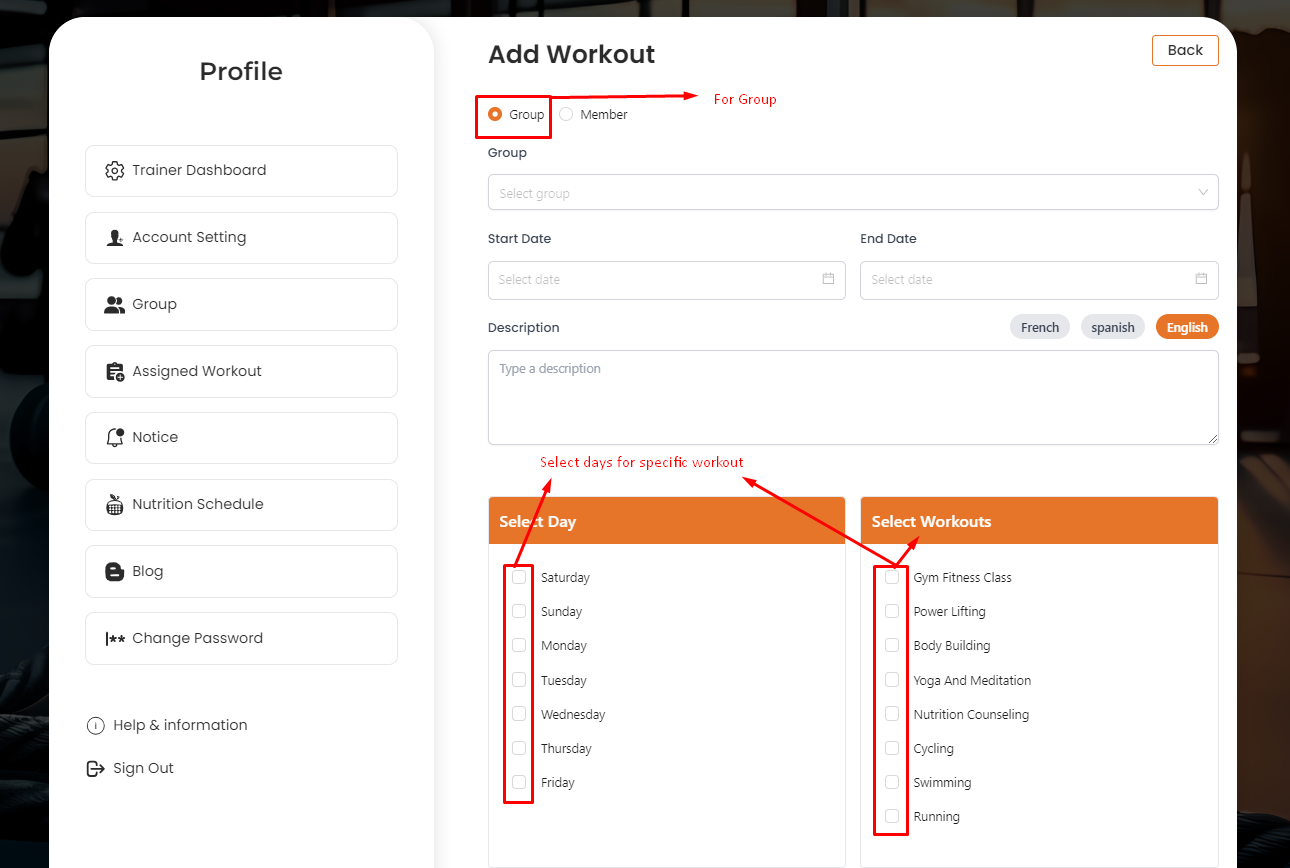 Profile
Trainer Dashboard
Account Setting
Group
Assigned Workout
Notice
Nutrition Schedule
Blog
Change Password
Help & information
Sign Out
Add Workout
Back
Group
Member
For Group
Group
Select group
Start Date
End Date
Select date
Select date
Description
French
spanish
English
Type a description
Select days for specific workout
Select Day
Saturday
Sunday
Monday
Tuesday
Wednesday
Thursday
Friday
Select Workouts
Gym Fitness Class
Power Lifting
Body Building
Yoga And Meditation
Nutrition Counseling
Cycling
Swimming
Running